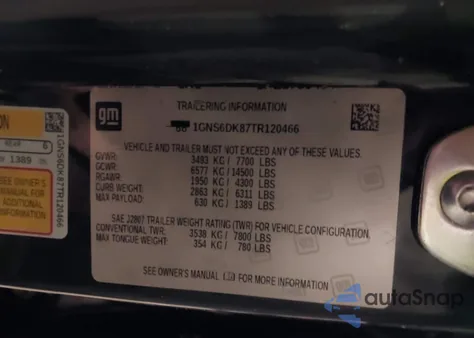 gm
TRAILERING INFORMATION
1GNS6DK87TR120466
VEHICLE AND TRAILER MUST NOT EXCEED ANY OF THESE VALUES:
GVWR: 3493 KG / 7700 LBS
GCWR: 6577 KG / 14500 LBS
RGAWR: 1950 KG / 4300 LBS
CURB WEIGHT: 2863 KG / 6311 LBS
MAX PAYLOAD: 630 KG / 1389 LBS
SAE J2807 TRAILER WEIGHT RATING (TWR) FOR VEHICLE CONFIGURATION.
CONVENTIONAL TWR: 3538 KG / 7800 LBS
MAX TONGUE WEIGHT: 354 KG / 780 LBS
SEE OWNER'S MANUAL FOR MORE INFORMATION
ON
REAR 6
1389
SEE OWNER'S
MANUAL FOR
ADDITIONAL
INFORMATION
1GNS6DK87TR120466
autoSnap